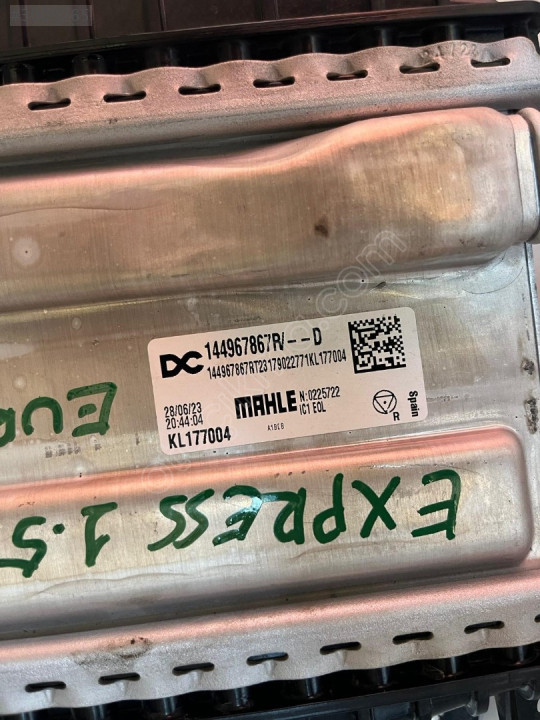 DC 144967867R/--D
144967867RT23179022771KL177004
28/06/23
20:44:04
MAHLE
N:0225722
IC1 EOL
KL177004
R
Spain
EXPRESS 1.5